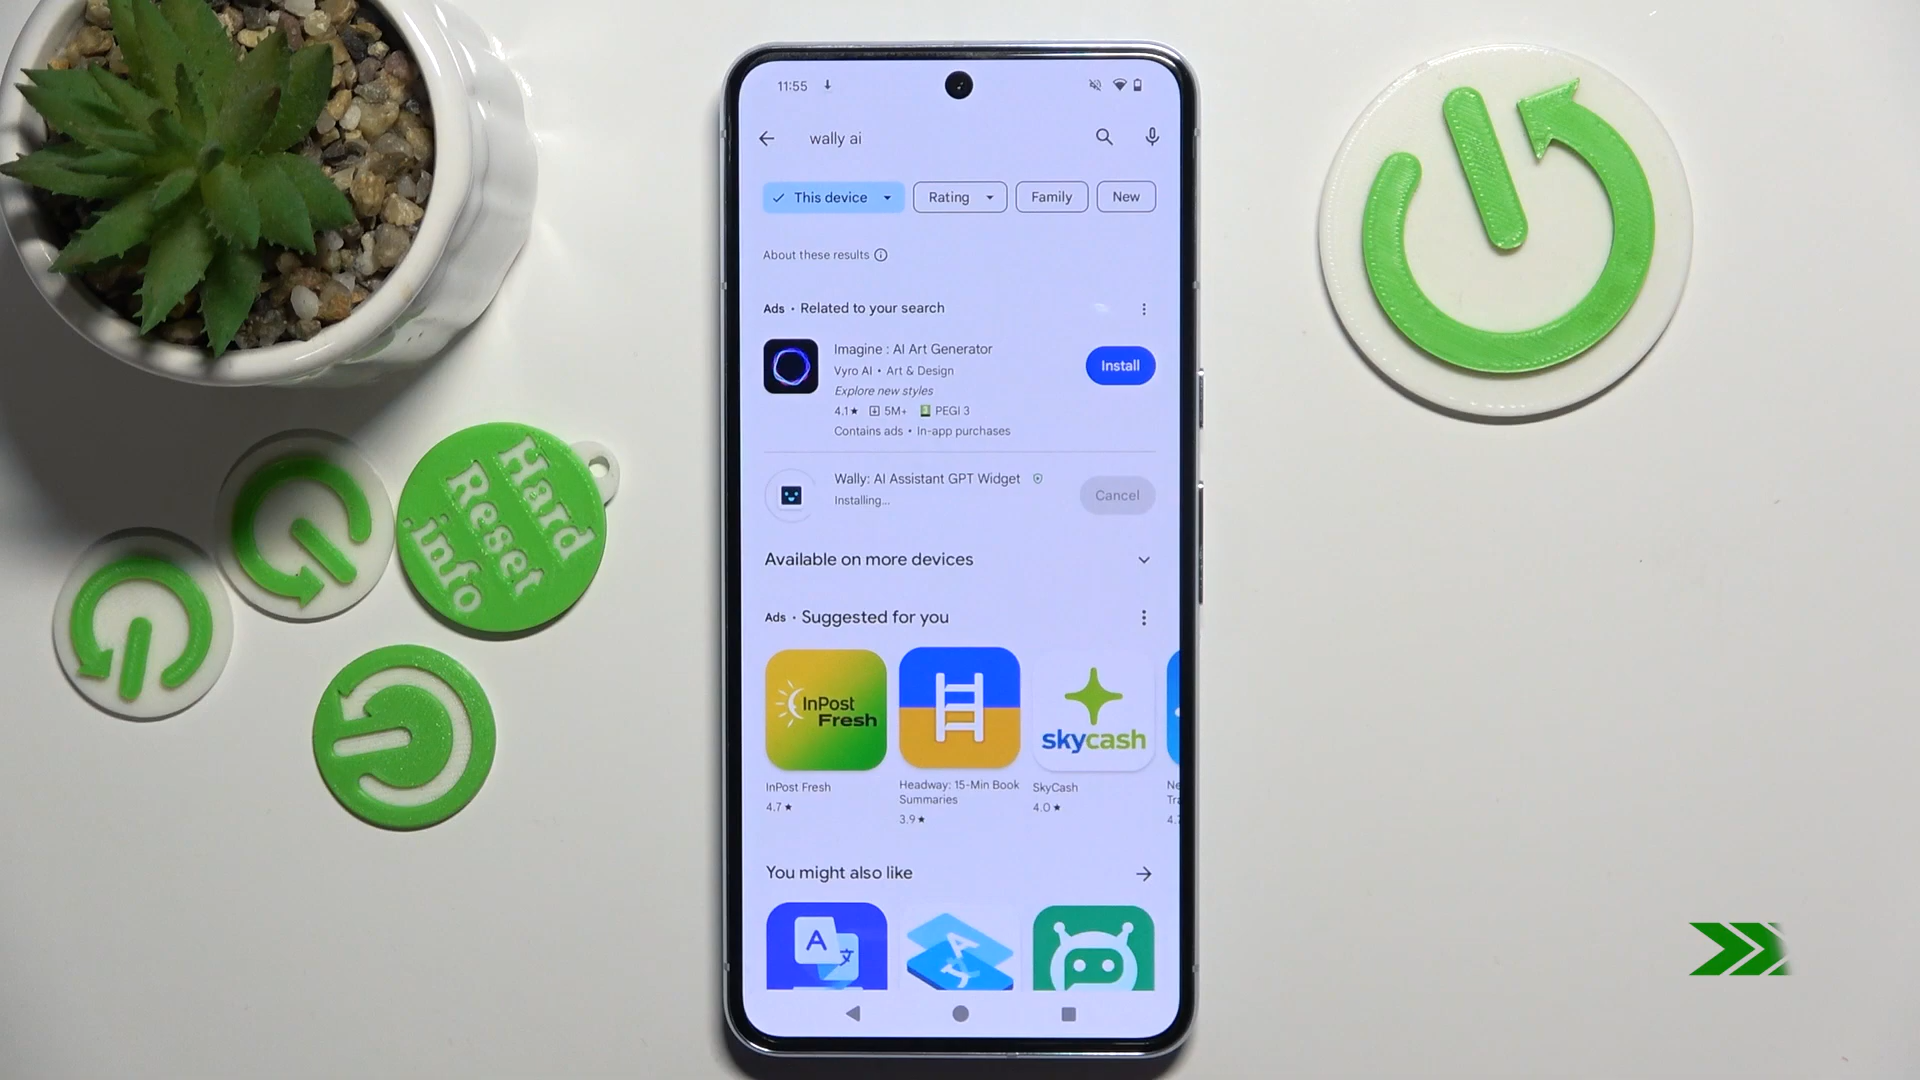 11:55
wally ai
This device
Rating
Family
New
About these results
Ads • Related to your search
Imagine : AI Art Generator
Vyro AI • Art & Design
Explore new styles
4.1★ 5M+ PEGI 3
Contains ads • In-app purchases
Install
Wally: AI Assistant GPT Widget
Installing...
Cancel
Available on more devices
Ads • Suggested for you
InPost
Fresh
skycash
InPost Fresh
4.7★
Headway: 15-Min Book
Summaries
3.9★
SkyCash
4.0★
Ne
Tra
4.7
You might also like
A
Hard
Reset
.info